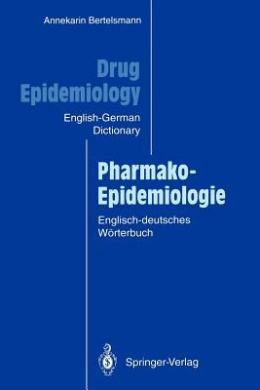 Annekarin Bertelsmann
Drug
Epidemiology
English-German
Dictionary
Pharmako-
Epidemiologie
Englisch-deutsches
Wörterbuch
Springer-Verlag